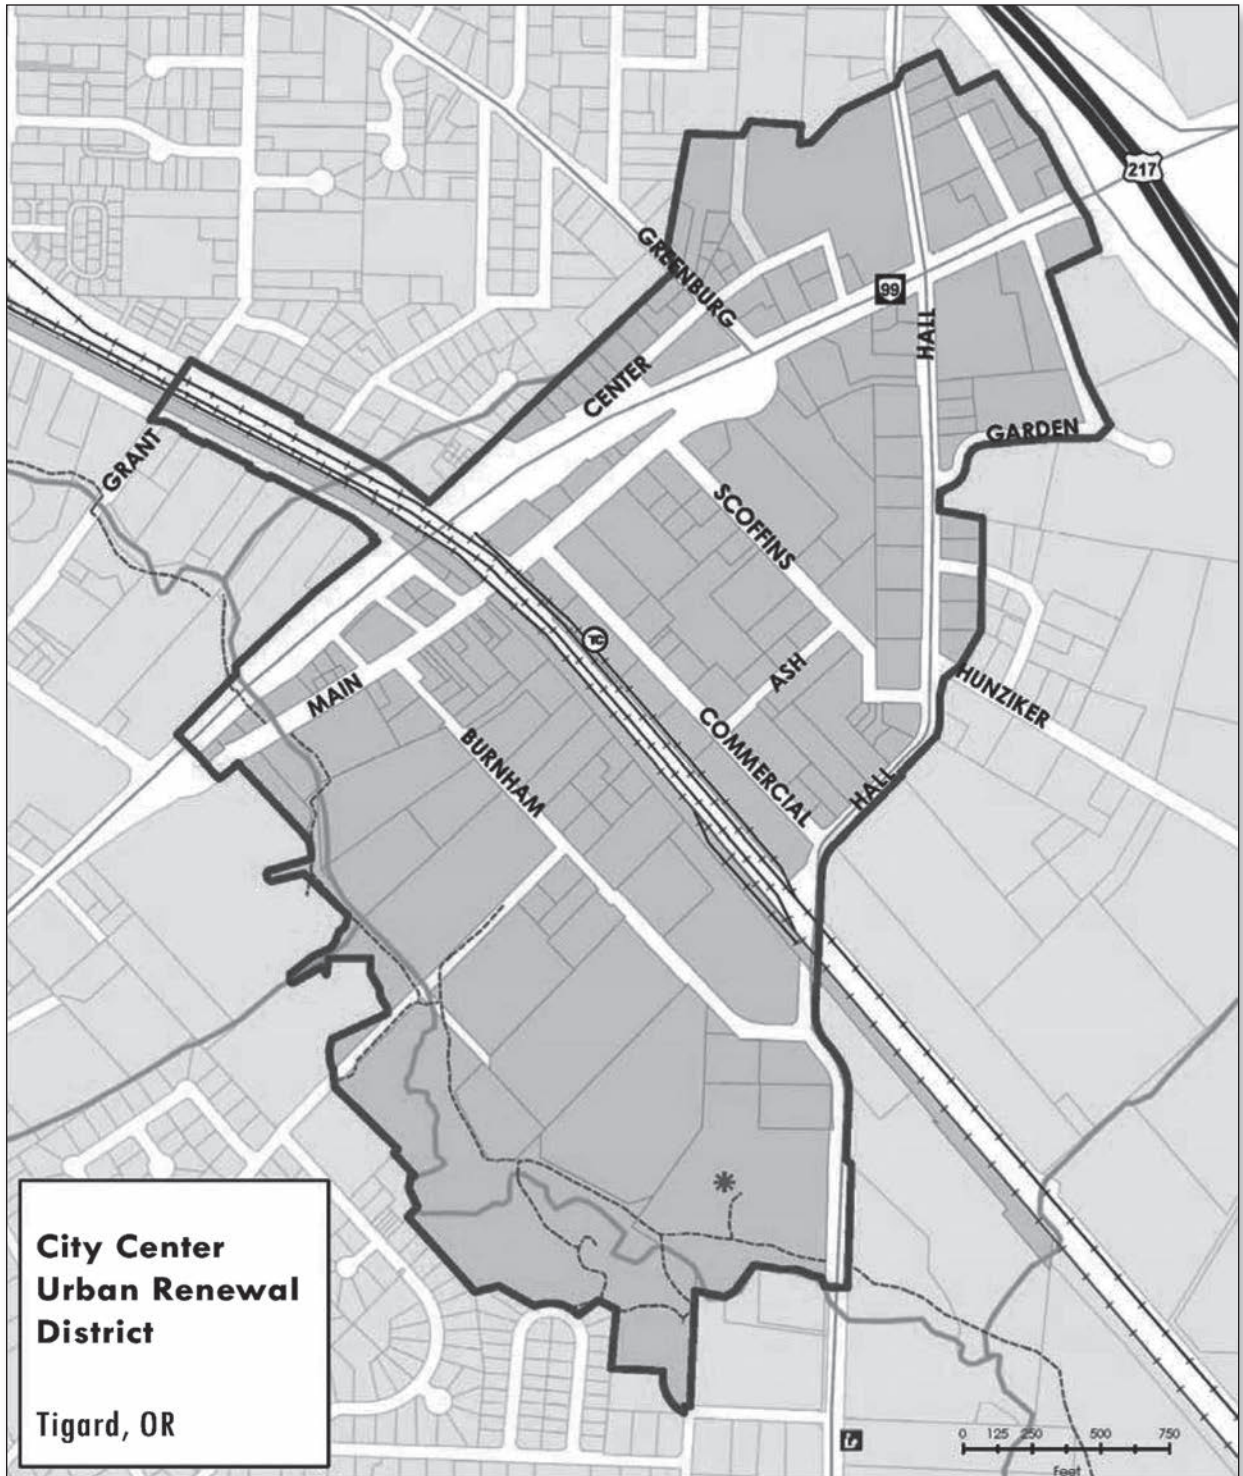 217
GREENBURG
99
HALL
CENTER
GARDEN
GRANT
SCOFFINS
TC
ASH
HUNZIKER
MAIN
COMMERCIAL
BURNHAM
HALL
City Center
Urban Renewal
District
Tigard, OR
0 125 250 500 750
Feet